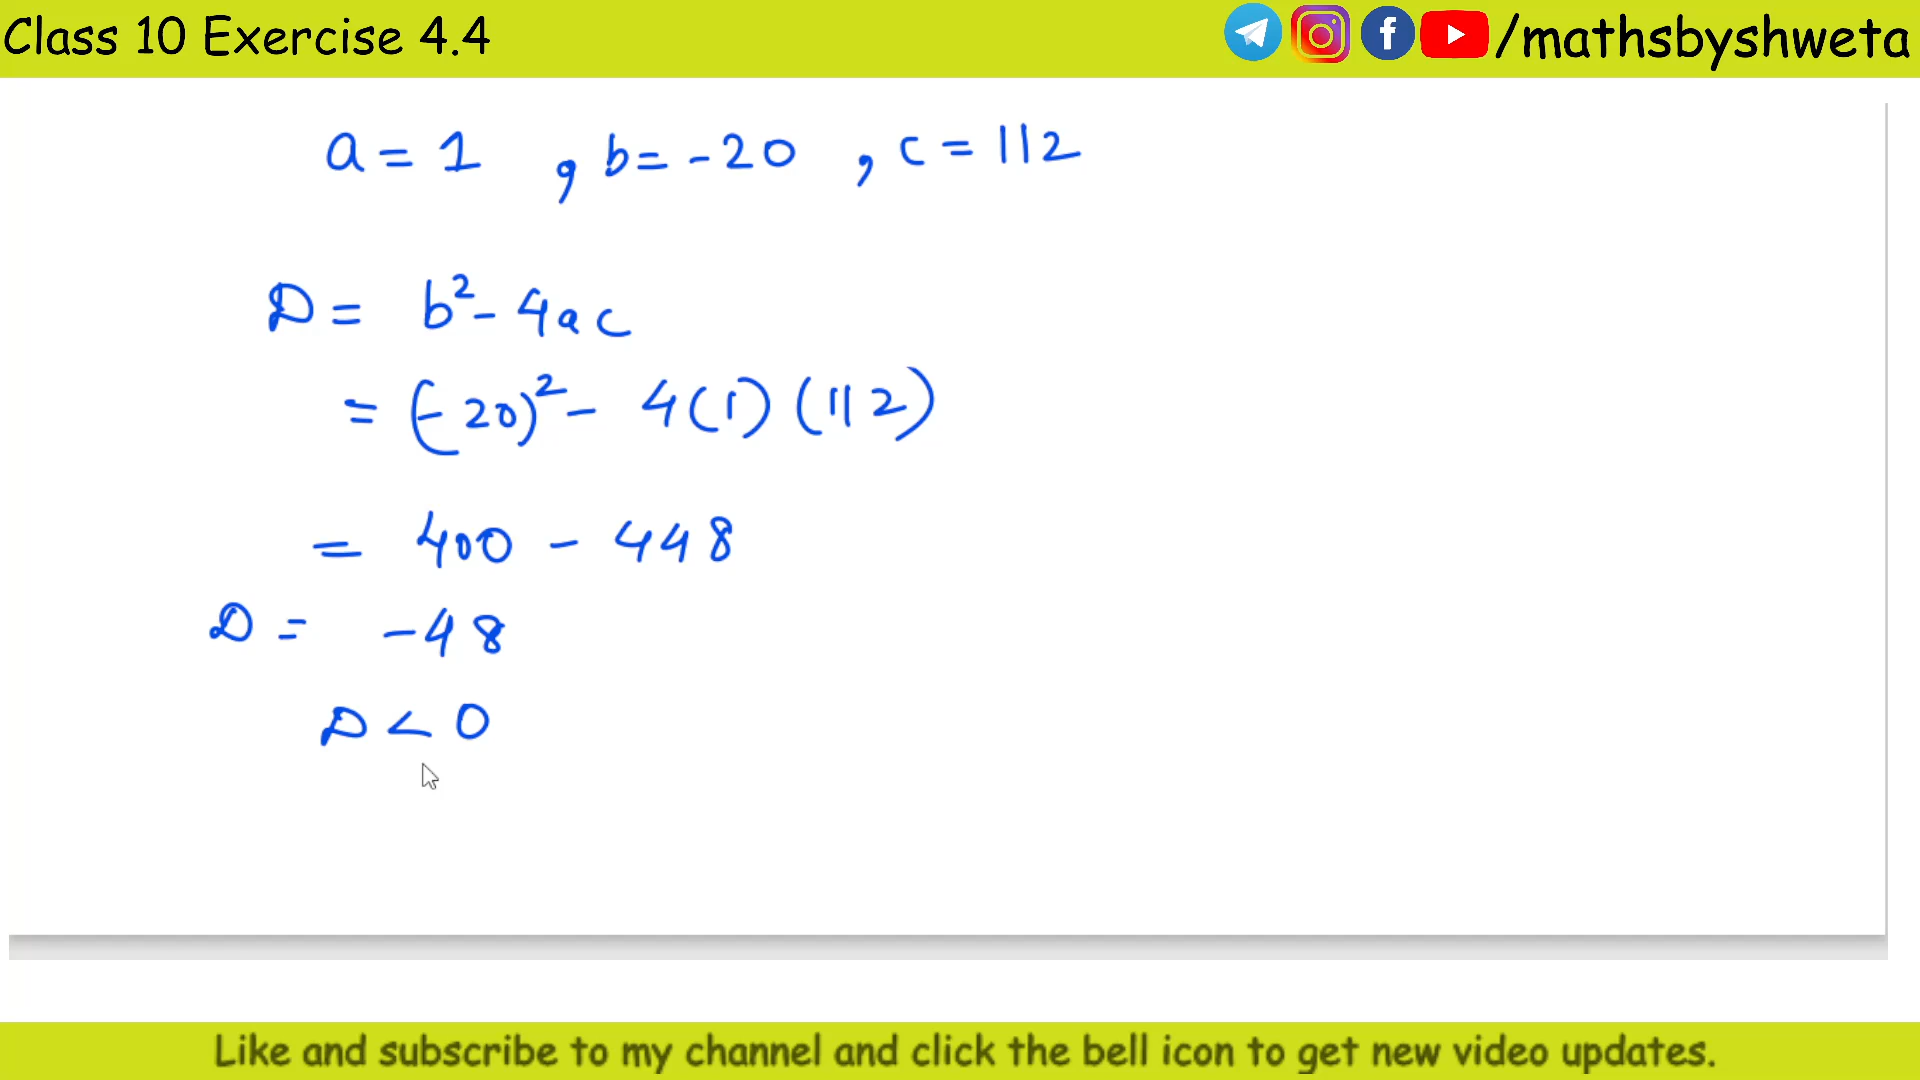 Class 10 Exercise 4.4
/mathsbyshweta
a = 1 , b = -20 , c = 112
D = b² - 4ac
= (-20)² - 4(1)(112)
= 400 - 448
D = -48
D < 0
Like and subscribe to my channel and click the bell icon to get new video updates.